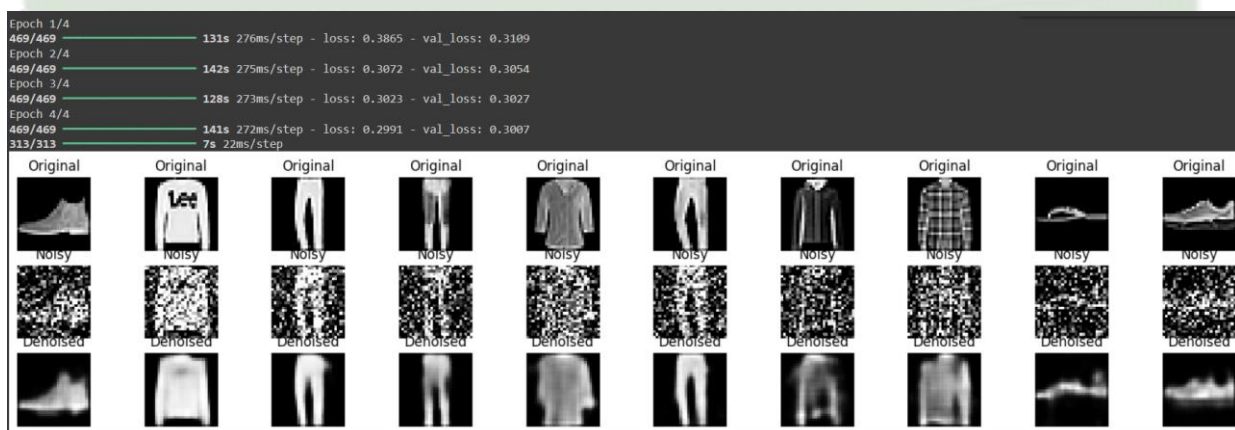 Epoch 1/4
469/469 131s 276ms/step - loss: 0.3865 - val_loss: 0.3109
Epoch 2/4
469/469 142s 275ms/step - loss: 0.3072 - val_loss: 0.3054
Epoch 3/4
469/469 128s 273ms/step - loss: 0.3023 - val_loss: 0.3027
Epoch 4/4
469/469 141s 272ms/step - loss: 0.2991 - val_loss: 0.3007
313/313 7s 22ms/step
Original Original Original Original Original Original Original Original Original Original
Lee
Noisy Noisy Noisy Noisy Noisy Noisy Noisy Noisy Noisy Noisy
Denoised Denoised Denoised Denoised Denoised Denoised Denoised Denoised Denoised Denoised